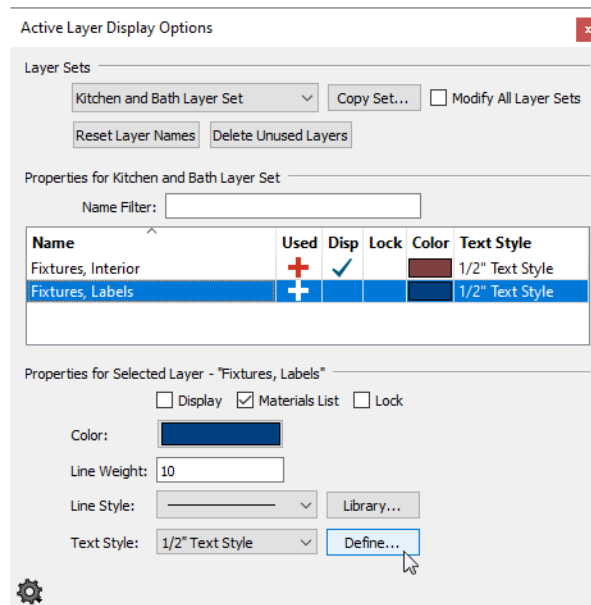 Active Layer Display Options
x
Layer Sets
Kitchen and Bath Layer Set Copy Set... Modify All Layer Sets
Reset Layer Names Delete Unused Layers
Properties for Kitchen and Bath Layer Set
Name Filter:
Name Used Disp Lock Color Text Style
Fixtures, Interior 1/2" Text Style
Fixtures, Labels 1/2" Text Style
Properties for Selected Layer - "Fixtures, Labels"
Display Materials List Lock
Color:
Line Weight: 10
Line Style: Library...
Text Style: 1/2" Text Style Define...